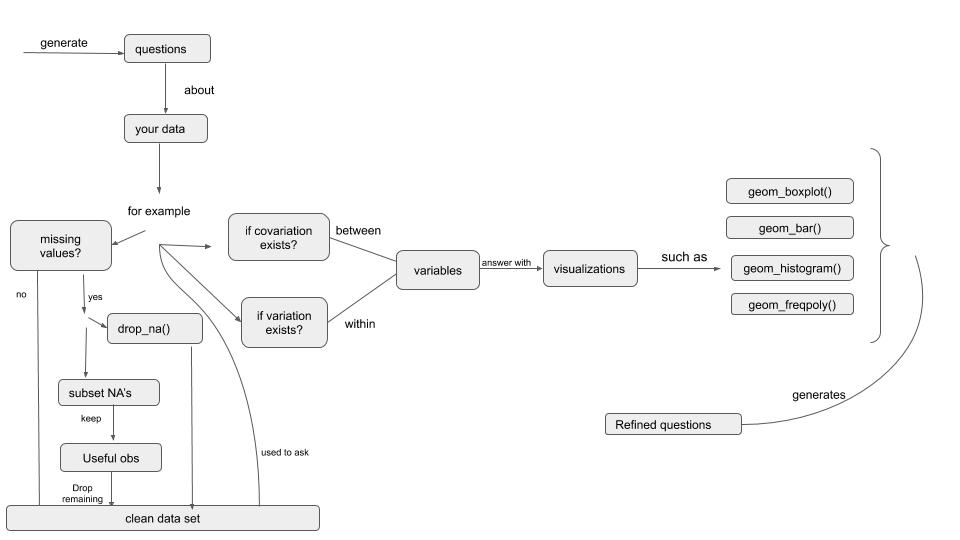 generate
questions
about
your data
for example
missing
values?
if covariation
exists?
between
if variation
exists?
within
variables
answer with
visualizations
such as
geom_boxplot()
geom_bar()
geom_histogram()
geom_freqpoly()
generates
Refined questions
no
yes
drop_na()
subset NA's
keep
Useful obs
Drop
remaining
used to ask
clean data set